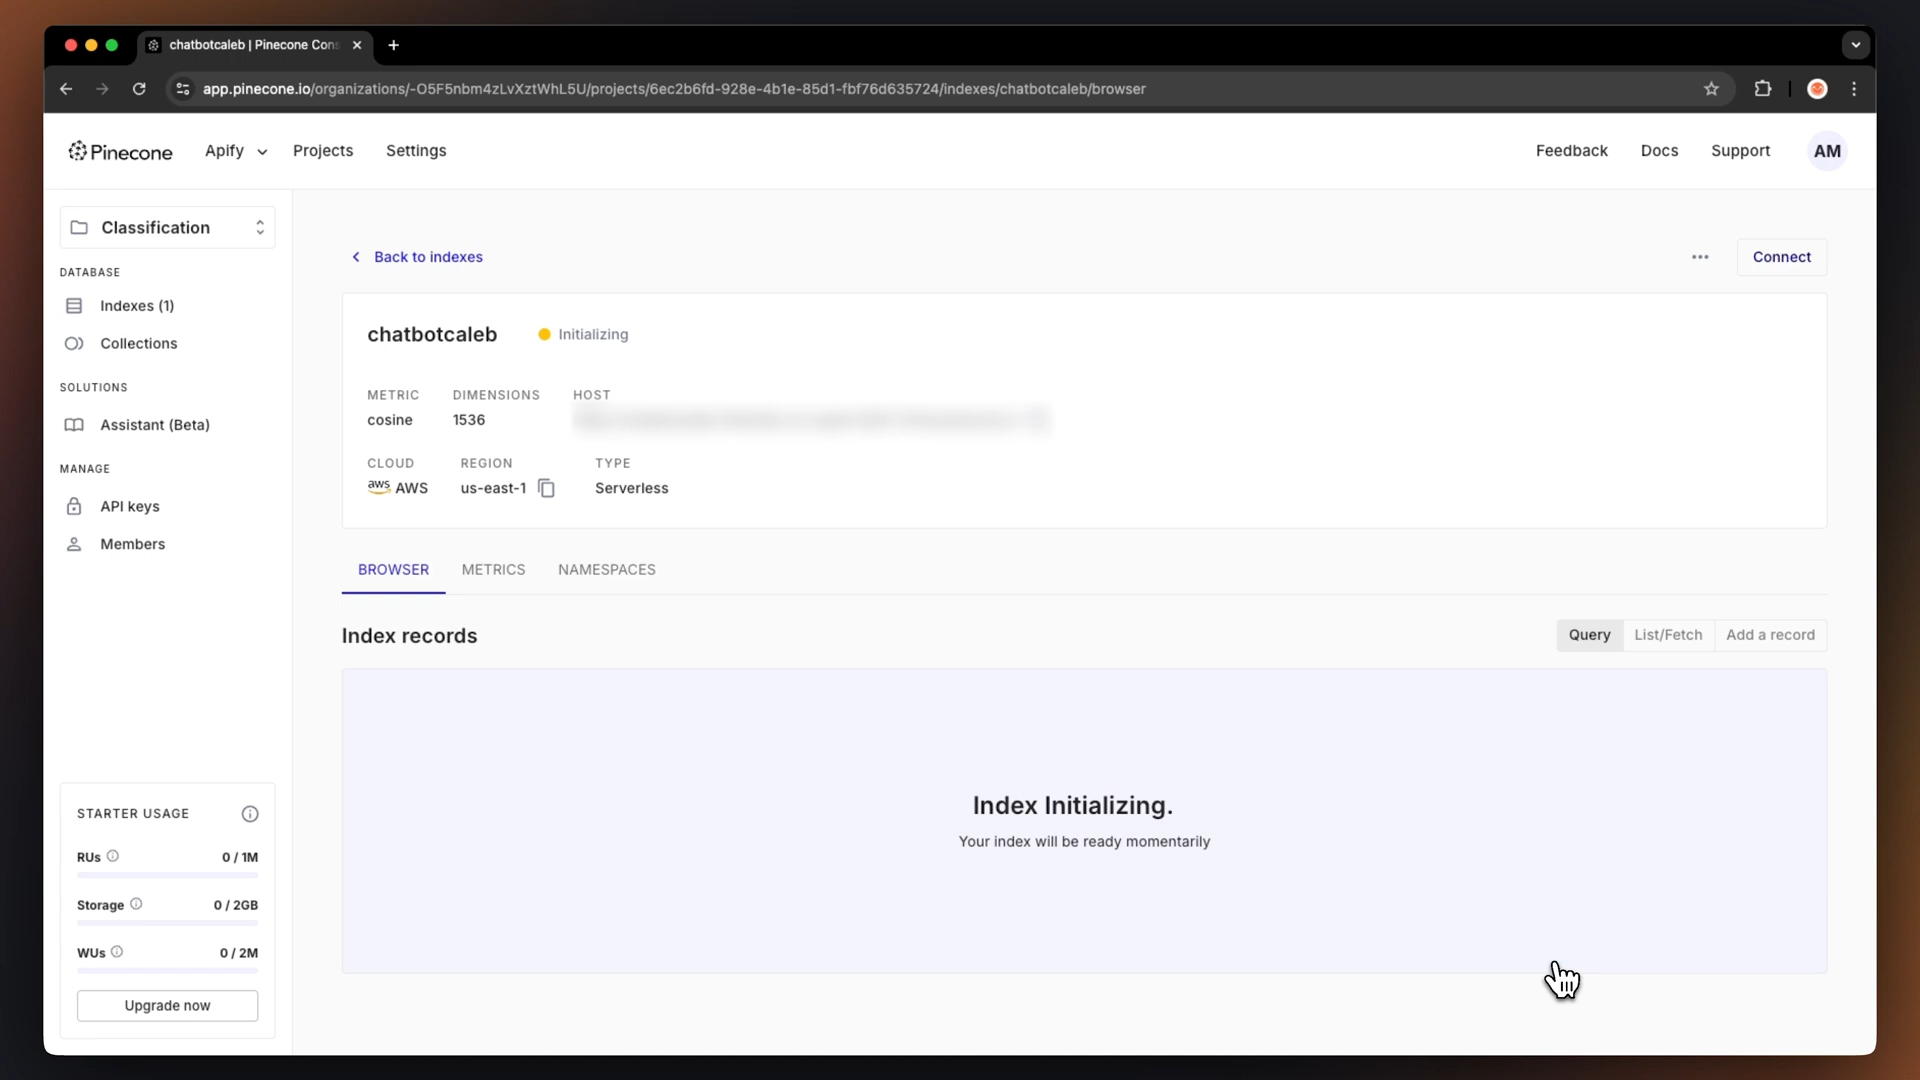 chatbotcaleb | Pinecone Con
app.pinecone.io/organizations/-O5F5nbm4zLvXztWhL5U/projects/6ec2b6fd-928e-4b1e-85d1-fbf76d635724/indexes/chatbotcaleb/browser
Pinecone
Apify
Projects
Settings
Feedback
Docs
Support
AM
Classification
DATABASE
Indexes (1)
Collections
SOLUTIONS
Assistant (Beta)
MANAGE
API keys
Members
STARTER USAGE
RUs 0 / 1M
Storage 0 / 2GB
WUs 0 / 2M
Upgrade now
Back to indexes
Connect
chatbotcaleb
Initializing
METRIC DIMENSIONS HOST
cosine 1536
CLOUD REGION TYPE
aws AWS us-east-1 Serverless
BROWSER METRICS NAMESPACES
Index records
Query List/Fetch Add a record
Index Initializing.
Your index will be ready momentarily